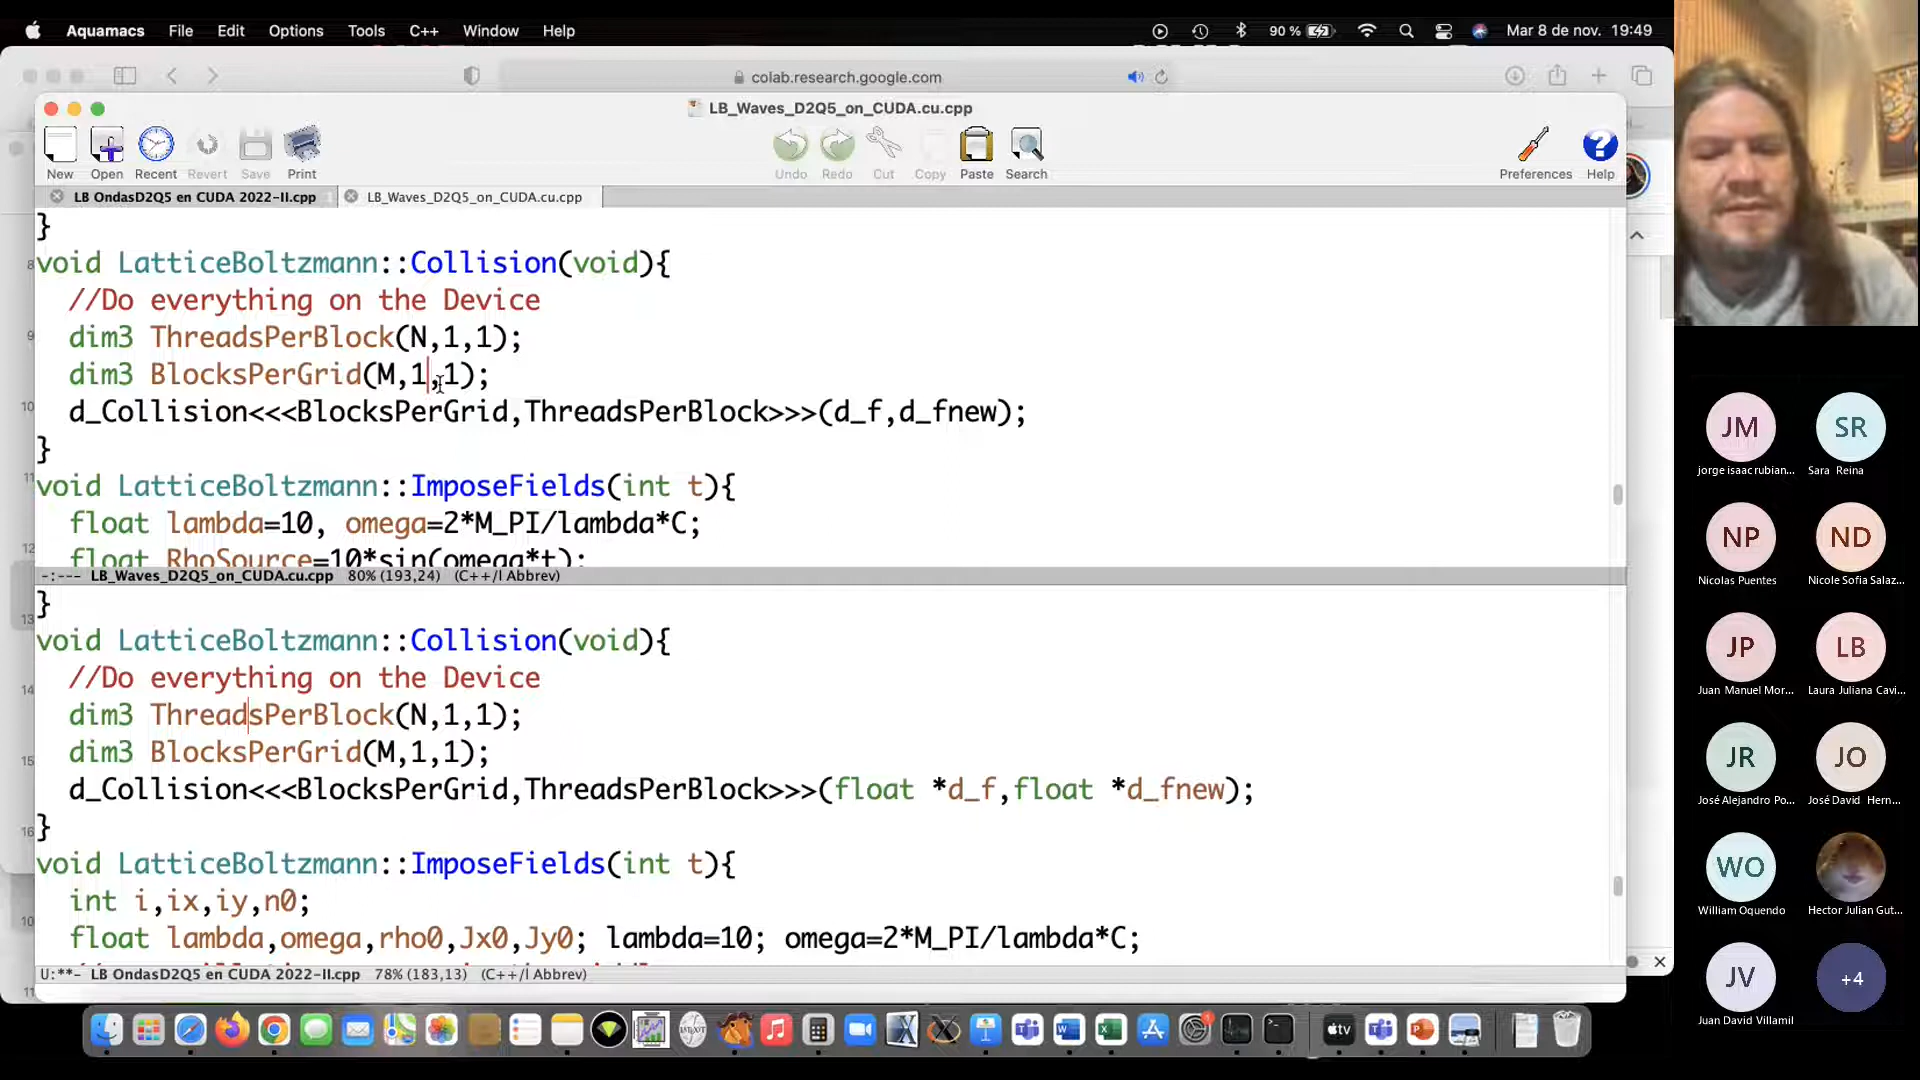 Aquamacs File Edit Options Tools C++ Window Help 90 % Mar 8 de nov. 19:49
colab.research.google.com
LB_Waves_D2Q5_on_CUDA.cu.cpp
New Open Recent Revert Save Print Undo Redo Cut Copy Paste Search Preferences Help
LB OndasD2Q5 en CUDA 2022-II.cpp LB_Waves_D2Q5_on_CUDA.cu.cpp
}
void LatticeBoltzmann::Collision(void){
//Do everything on the Device
dim3 ThreadsPerBlock(N,1,1);
dim3 BlocksPerGrid(M,1,1);
d_Collision<<<BlocksPerGrid,ThreadsPerBlock>>>(d_f,d_fnew);
}
void LatticeBoltzmann::ImposeFields(int t){
float lambda=10, omega=2*M_PI/lambda*C;
float RhoSource=10*sin(omega*t);
-:--- LB_Waves_D2Q5_on_CUDA.cu.cpp 80% (193,24) (C++/l Abbrev)
}
void LatticeBoltzmann::Collision(void){
//Do everything on the Device
dim3 ThreadsPerBlock(N,1,1);
dim3 BlocksPerGrid(M,1,1);
d_Collision<<<BlocksPerGrid,ThreadsPerBlock>>>(float *d_f,float *d_fnew);
}
void LatticeBoltzmann::ImposeFields(int t){
int i,ix,iy,n0;
float lambda,omega,rho0,Jx0,Jy0; lambda=10; omega=2*M_PI/lambda*C;
U:**- LB OndasD2Q5 en CUDA 2022-II.cpp 78% (183,13) (C++/l Abbrev)
JM SR
jorge isaac rubian... Sara Reina
NP ND
Nicolas Puentes Nicole Sofia Salaz...
JP LB
Juan Manuel Mor... Laura Juliana Cavi...
JR JO
José Alejandro Po... José David Hern...
WO
William Oquendo Hector Julian Gut...
JV +4
Juan David Villamil